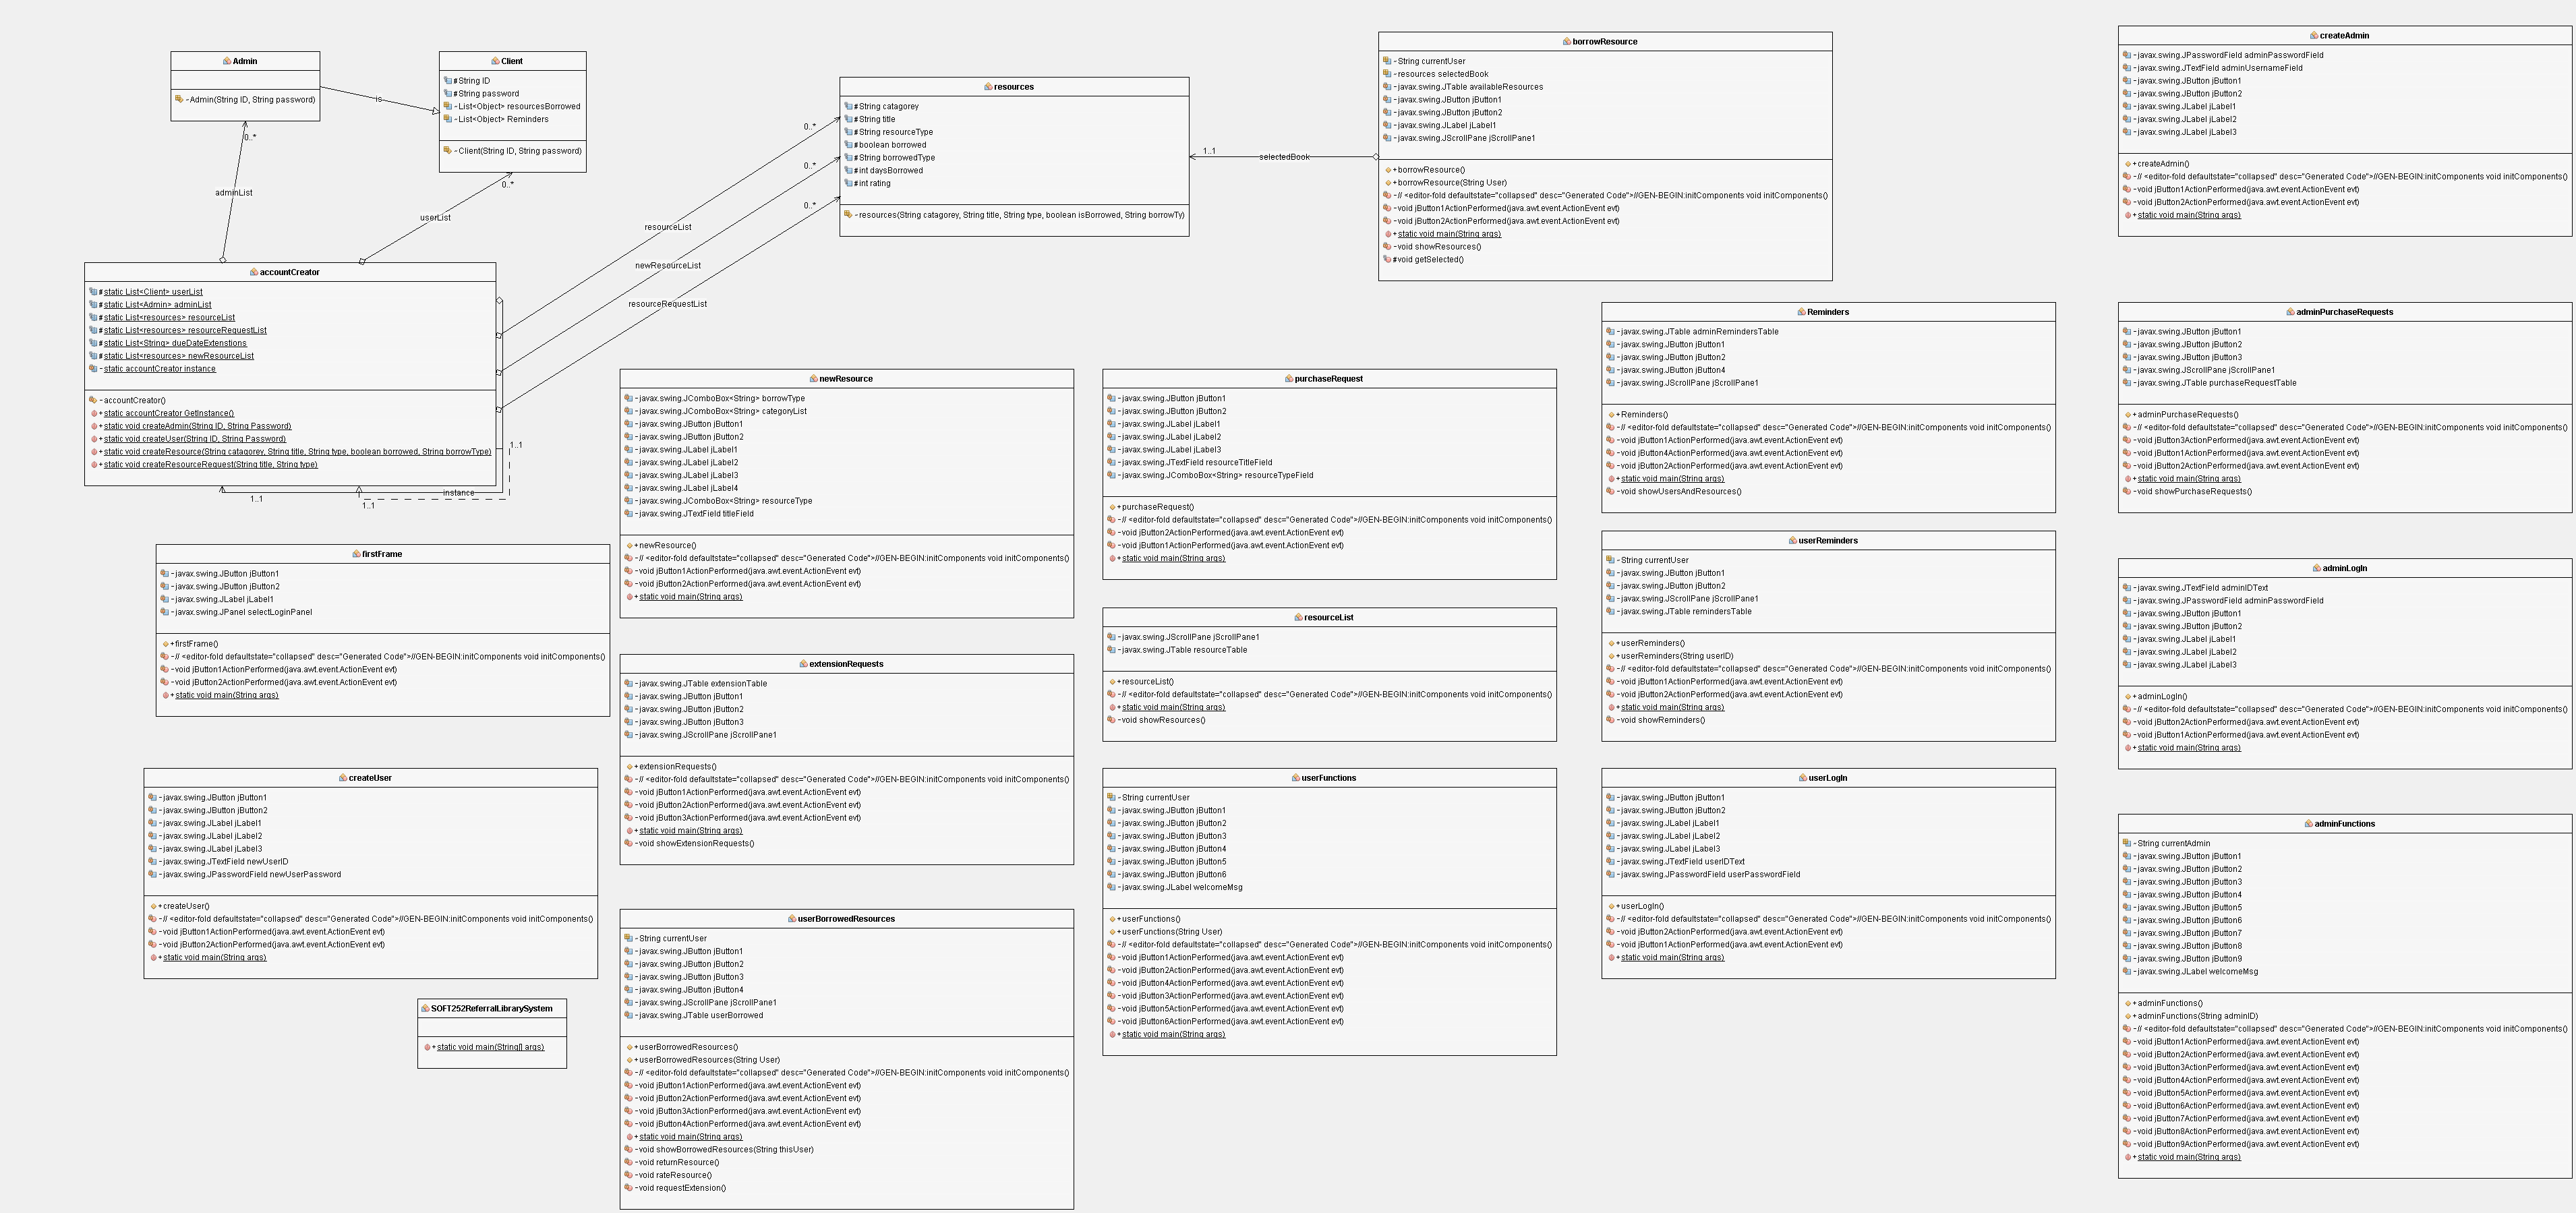 Admin
-Admin(String ID, String password)
is
Client
#String ID
#String password
-List<Object> resourcesBorrowed
-List<Object> Reminders
-Client(String ID, String password)
0..*
adminList
0..*
userList
accountCreator
#static List<Client> userList
#static List<Admin> adminList
#static List<resources> resourceList
#static List<resources> resourceRequestList
#static List<String> dueDateExtenstions
#static List<resources> newResourceList
-static accountCreator instance
-accountCreator()
+static accountCreator GetInstance()
+static void createAdmin(String ID, String Password)
+static void createUser(String ID, String Password)
+static void createResource(String catagorey, String title, String type, boolean borrowed, String borrowType)
+static void createResourceRequest(String title, String type)
1..1
instance
1..1
1..1
resources
#String catagorey
#String title
#String resourceType
#boolean borrowed
#String borrowedType
#int daysBorrowed
#int rating
-resources(String catagorey, String title, String type, boolean isBorrowed, String borrowTy)
0..*
0..*
0..*
resourceList
newResourceList
resourceRequestList
1..1
selectedBook
borrowResource
-String currentUser
-resources selectedBook
-javax.swing.JTable availableResources
-javax.swing.JButton jButton1
-javax.swing.JButton jButton2
-javax.swing.JLabel jLabel1
-javax.swing.JScrollPane jScrollPane1
+borrowResource()
+borrowResource(String User)
-// <editor-fold defaultstate="collapsed" desc="Generated Code">//GEN-BEGIN:initComponents void initComponents()
-void jButton1ActionPerformed(java.awt.event.ActionEvent evt)
-void jButton2ActionPerformed(java.awt.event.ActionEvent evt)
+static void main(String args)
-void showResources()
#void getSelected()
createAdmin
-javax.swing.JPasswordField adminPasswordField
-javax.swing.JTextField adminUsernameField
-javax.swing.JButton jButton1
-javax.swing.JButton jButton2
-javax.swing.JLabel jLabel1
-javax.swing.JLabel jLabel2
-javax.swing.JLabel jLabel3
+createAdmin()
-// <editor-fold defaultstate="collapsed" desc="Generated Code">//GEN-BEGIN:initComponents void initComponents()
-void jButton1ActionPerformed(java.awt.event.ActionEvent evt)
-void jButton2ActionPerformed(java.awt.event.ActionEvent evt)
+static void main(String args)
newResource
-javax.swing.JComboBox<String> borrowType
-javax.swing.JComboBox<String> categoryList
-javax.swing.JButton jButton1
-javax.swing.JButton jButton2
-javax.swing.JLabel jLabel1
-javax.swing.JLabel jLabel2
-javax.swing.JLabel jLabel3
-javax.swing.JLabel jLabel4
-javax.swing.JComboBox<String> resourceType
-javax.swing.JTextField titleField
+newResource()
-// <editor-fold defaultstate="collapsed" desc="Generated Code">//GEN-BEGIN:initComponents void initComponents()
-void jButton1ActionPerformed(java.awt.event.ActionEvent evt)
-void jButton2ActionPerformed(java.awt.event.ActionEvent evt)
+static void main(String args)
purchaseRequest
-javax.swing.JButton jButton1
-javax.swing.JButton jButton2
-javax.swing.JLabel jLabel1
-javax.swing.JLabel jLabel2
-javax.swing.JLabel jLabel3
-javax.swing.JTextField resourceTitleField
-javax.swing.JComboBox<String> resourceTypeField
+purchaseRequest()
-// <editor-fold defaultstate="collapsed" desc="Generated Code">//GEN-BEGIN:initComponents void initComponents()
-void jButton2ActionPerformed(java.awt.event.ActionEvent evt)
-void jButton1ActionPerformed(java.awt.event.ActionEvent evt)
+static void main(String args)
Reminders
-javax.swing.JTable adminRemindersTable
-javax.swing.JButton jButton1
-javax.swing.JButton jButton2
-javax.swing.JButton jButton4
-javax.swing.JScrollPane jScrollPane1
+Reminders()
-// <editor-fold defaultstate="collapsed" desc="Generated Code">//GEN-BEGIN:initComponents void initComponents()
-void jButton1ActionPerformed(java.awt.event.ActionEvent evt)
-void jButton4ActionPerformed(java.awt.event.ActionEvent evt)
-void jButton2ActionPerformed(java.awt.event.ActionEvent evt)
+static void main(String args)
-void showUsersAndResources()
adminPurchaseRequests
-javax.swing.JButton jButton1
-javax.swing.JButton jButton2
-javax.swing.JButton jButton3
-javax.swing.JScrollPane jScrollPane1
-javax.swing.JTable purchaseRequestTable
+adminPurchaseRequests()
-// <editor-fold defaultstate="collapsed" desc="Generated Code">//GEN-BEGIN:initComponents void initComponents()
-void jButton3ActionPerformed(java.awt.event.ActionEvent evt)
-void jButton1ActionPerformed(java.awt.event.ActionEvent evt)
-void jButton2ActionPerformed(java.awt.event.ActionEvent evt)
+static void main(String args)
-void showPurchaseRequests()
firstFrame
-javax.swing.JButton jButton1
-javax.swing.JButton jButton2
-javax.swing.JLabel jLabel1
-javax.swing.JPanel selectLoginPanel
+firstFrame()
-// <editor-fold defaultstate="collapsed" desc="Generated Code">//GEN-BEGIN:initComponents void initComponents()
-void jButton1ActionPerformed(java.awt.event.ActionEvent evt)
-void jButton2ActionPerformed(java.awt.event.ActionEvent evt)
+static void main(String args)
extensionRequests
-javax.swing.JTable extensionTable
-javax.swing.JButton jButton1
-javax.swing.JButton jButton2
-javax.swing.JButton jButton3
-javax.swing.JScrollPane jScrollPane1
+extensionRequests()
-// <editor-fold defaultstate="collapsed" desc="Generated Code">//GEN-BEGIN:initComponents void initComponents()
-void jButton1ActionPerformed(java.awt.event.ActionEvent evt)
-void jButton2ActionPerformed(java.awt.event.ActionEvent evt)
-void jButton3ActionPerformed(java.awt.event.ActionEvent evt)
+static void main(String args)
-void showExtensionRequests()
resourceList
-javax.swing.JScrollPane jScrollPane1
-javax.swing.JTable resourceTable
+resourceList()
-// <editor-fold defaultstate="collapsed" desc="Generated Code">//GEN-BEGIN:initComponents void initComponents()
+static void main(String args)
-void showResources()
userReminders
-String currentUser
-javax.swing.JButton jButton1
-javax.swing.JButton jButton2
-javax.swing.JScrollPane jScrollPane1
-javax.swing.JTable remindersTable
+userReminders()
+userReminders(String userID)
-// <editor-fold defaultstate="collapsed" desc="Generated Code">//GEN-BEGIN:initComponents void initComponents()
-void jButton1ActionPerformed(java.awt.event.ActionEvent evt)
-void jButton2ActionPerformed(java.awt.event.ActionEvent evt)
+static void main(String args)
-void showReminders()
adminLogIn
-javax.swing.JTextField adminIDText
-javax.swing.JPasswordField adminPasswordField
-javax.swing.JButton jButton1
-javax.swing.JButton jButton2
-javax.swing.JLabel jLabel1
-javax.swing.JLabel jLabel2
-javax.swing.JLabel jLabel3
+adminLogIn()
-// <editor-fold defaultstate="collapsed" desc="Generated Code">//GEN-BEGIN:initComponents void initComponents()
-void jButton2ActionPerformed(java.awt.event.ActionEvent evt)
-void jButton1ActionPerformed(java.awt.event.ActionEvent evt)
+static void main(String args)
createUser
-javax.swing.JButton jButton1
-javax.swing.JButton jButton2
-javax.swing.JLabel jLabel1
-javax.swing.JLabel jLabel2
-javax.swing.JLabel jLabel3
-javax.swing.JTextField newUserID
-javax.swing.JPasswordField newUserPassword
+createUser()
-// <editor-fold defaultstate="collapsed" desc="Generated Code">//GEN-BEGIN:initComponents void initComponents()
-void jButton1ActionPerformed(java.awt.event.ActionEvent evt)
-void jButton2ActionPerformed(java.awt.event.ActionEvent evt)
+static void main(String args)
userFunctions
-String currentUser
-javax.swing.JButton jButton1
-javax.swing.JButton jButton2
-javax.swing.JButton jButton3
-javax.swing.JButton jButton4
-javax.swing.JButton jButton5
-javax.swing.JButton jButton6
-javax.swing.JLabel welcomeMsg
+userFunctions()
+userFunctions(String User)
-// <editor-fold defaultstate="collapsed" desc="Generated Code">//GEN-BEGIN:initComponents void initComponents()
-void jButton1ActionPerformed(java.awt.event.ActionEvent evt)
-void jButton2ActionPerformed(java.awt.event.ActionEvent evt)
-void jButton4ActionPerformed(java.awt.event.ActionEvent evt)
-void jButton3ActionPerformed(java.awt.event.ActionEvent evt)
-void jButton5ActionPerformed(java.awt.event.ActionEvent evt)
-void jButton6ActionPerformed(java.awt.event.ActionEvent evt)
+static void main(String args)
userLogIn
-javax.swing.JButton jButton1
-javax.swing.JButton jButton2
-javax.swing.JLabel jLabel1
-javax.swing.JLabel jLabel2
-javax.swing.JLabel jLabel3
-javax.swing.JTextField userIDText
-javax.swing.JPasswordField userPasswordField
+userLogIn()
-// <editor-fold defaultstate="collapsed" desc="Generated Code">//GEN-BEGIN:initComponents void initComponents()
-void jButton2ActionPerformed(java.awt.event.ActionEvent evt)
-void jButton1ActionPerformed(java.awt.event.ActionEvent evt)
+static void main(String args)
adminFunctions
-String currentAdmin
-javax.swing.JButton jButton1
-javax.swing.JButton jButton2
-javax.swing.JButton jButton3
-javax.swing.JButton jButton4
-javax.swing.JButton jButton5
-javax.swing.JButton jButton6
-javax.swing.JButton jButton7
-javax.swing.JButton jButton8
-javax.swing.JButton jButton9
-javax.swing.JLabel welcomeMsg
+adminFunctions()
+adminFunctions(String adminID)
-// <editor-fold defaultstate="collapsed" desc="Generated Code">//GEN-BEGIN:initComponents void initComponents()
-void jButton1ActionPerformed(java.awt.event.ActionEvent evt)
-void jButton2ActionPerformed(java.awt.event.ActionEvent evt)
-void jButton3ActionPerformed(java.awt.event.ActionEvent evt)
-void jButton4ActionPerformed(java.awt.event.ActionEvent evt)
-void jButton5ActionPerformed(java.awt.event.ActionEvent evt)
-void jButton6ActionPerformed(java.awt.event.ActionEvent evt)
-void jButton7ActionPerformed(java.awt.event.ActionEvent evt)
-void jButton8ActionPerformed(java.awt.event.ActionEvent evt)
-void jButton9ActionPerformed(java.awt.event.ActionEvent evt)
+static void main(String args)
userBorrowedResources
-String currentUser
-javax.swing.JButton jButton1
-javax.swing.JButton jButton2
-javax.swing.JButton jButton3
-javax.swing.JButton jButton4
-javax.swing.JScrollPane jScrollPane1
-javax.swing.JTable userBorrowed
+userBorrowedResources()
+userBorrowedResources(String User)
-// <editor-fold defaultstate="collapsed" desc="Generated Code">//GEN-BEGIN:initComponents void initComponents()
-void jButton1ActionPerformed(java.awt.event.ActionEvent evt)
-void jButton2ActionPerformed(java.awt.event.ActionEvent evt)
-void jButton3ActionPerformed(java.awt.event.ActionEvent evt)
-void jButton4ActionPerformed(java.awt.event.ActionEvent evt)
+static void main(String args)
-void showBorrowedResources(String thisUser)
-void returnResource()
-void rateResource()
-void requestExtension()
SOFT252ReferralLibrarySystem
+static void main(String[] args)